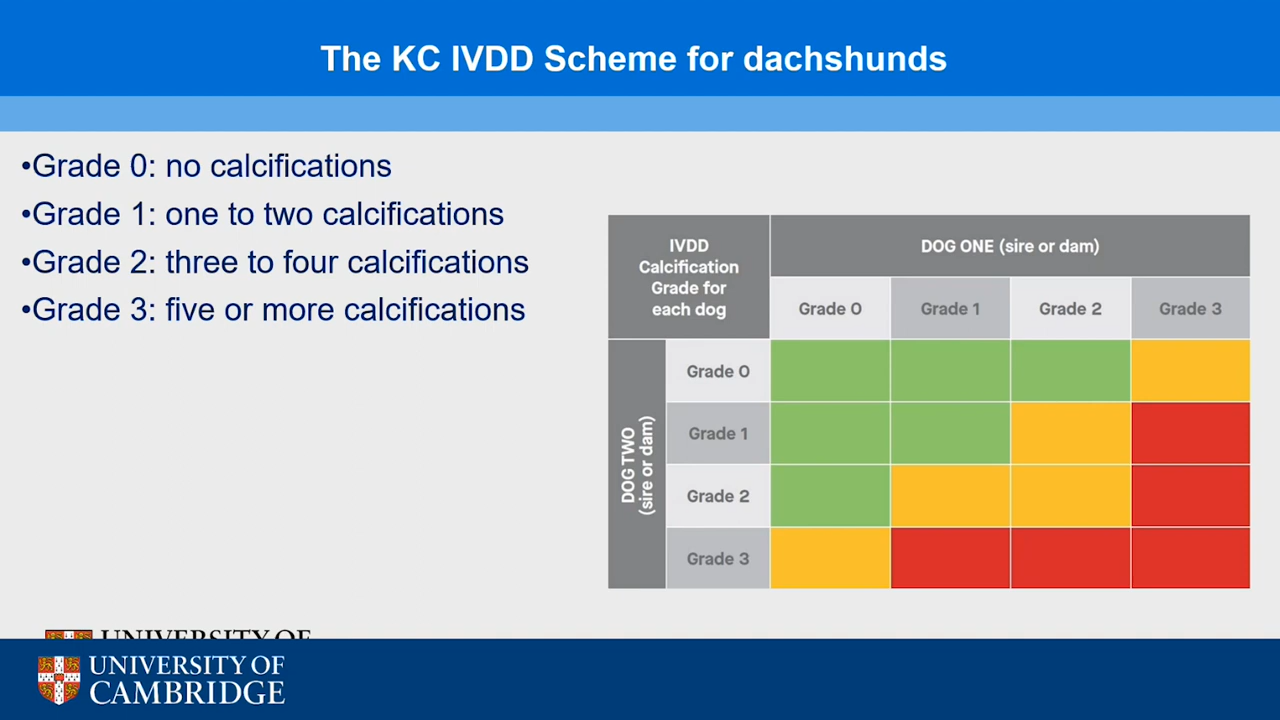 The KC IVDD Scheme for dachshunds
•Grade 0: no calcifications
•Grade 1: one to two calcifications
•Grade 2: three to four calcifications
•Grade 3: five or more calcifications
IVDD
Calcification
Grade for
each dog
DOG ONE (sire or dam)
Grade 0
Grade 1
Grade 2
Grade 3
DOG TWO
(sire or dam)
Grade 0
Grade 1
Grade 2
Grade 3
UNIVERSITY OF
UNIVERSITY OF
CAMBRIDGE